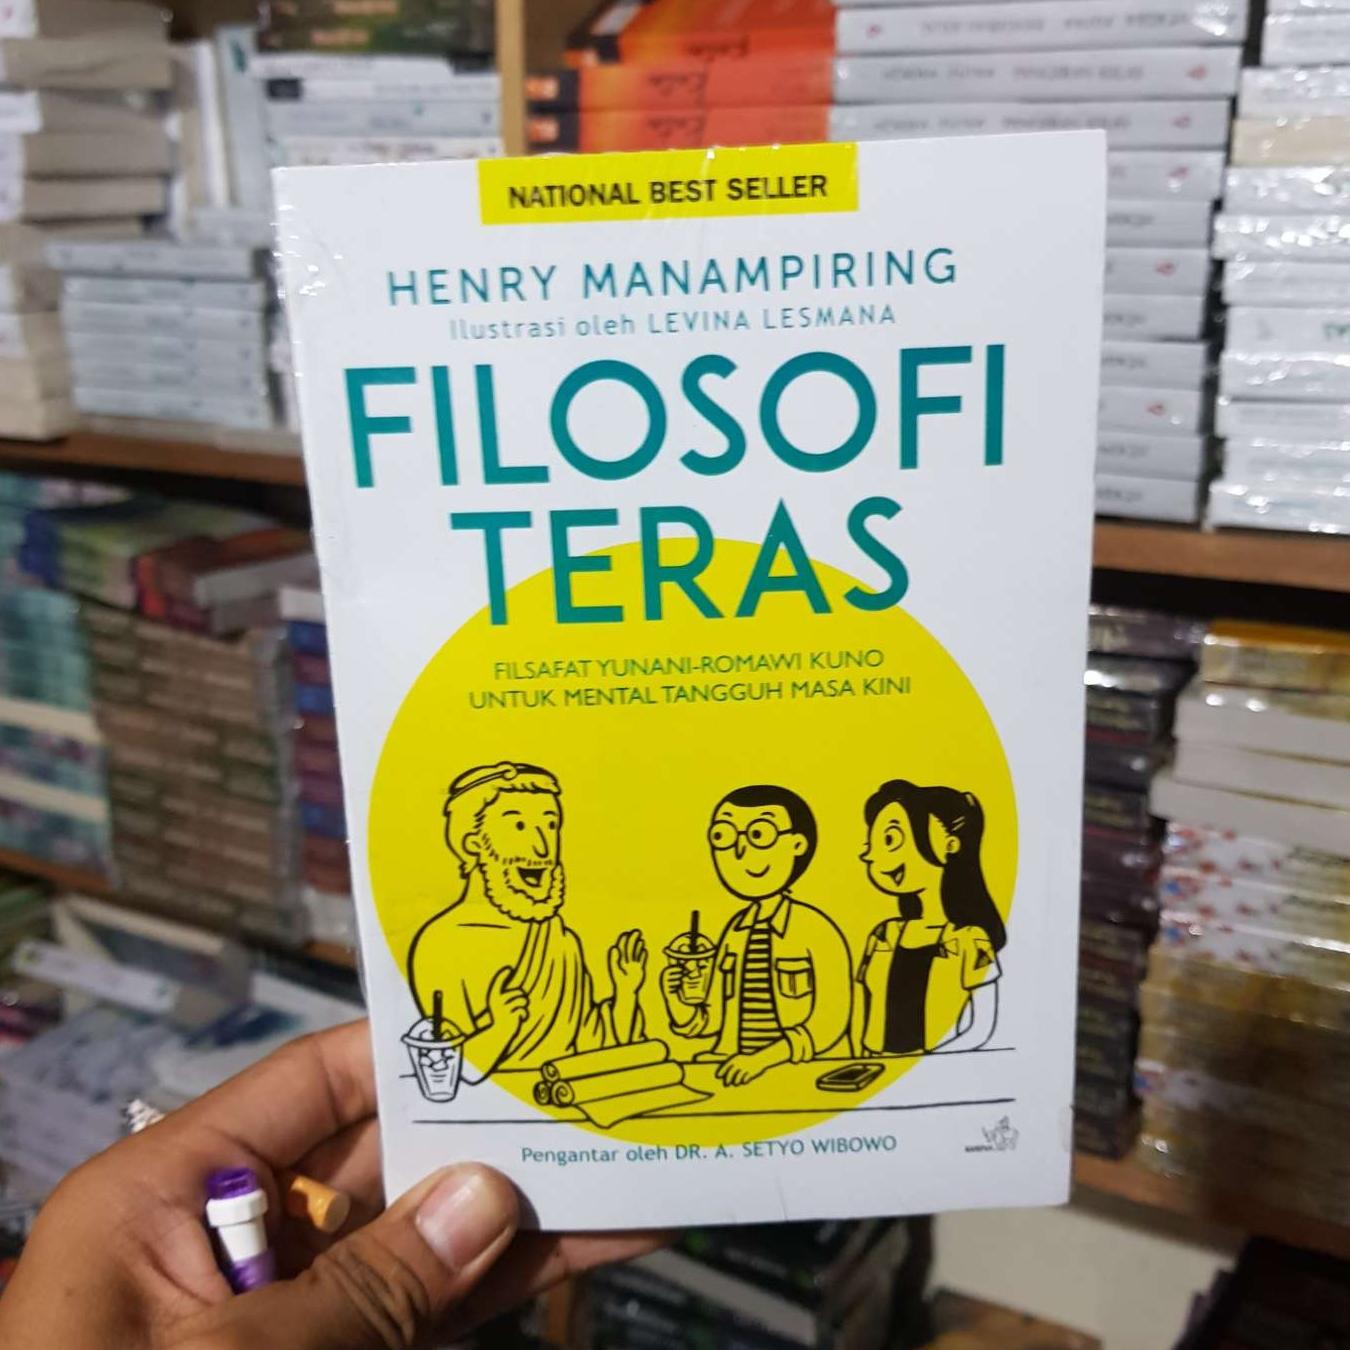 NATIONAL BEST SELLER
HENRY MANAMPIRING
Ilustrasi oleh LEVINA LESMANA
FILOSOFI
TERAS
FILSAFAT YUNANI-ROMAWI KUNO
UNTUK MENTAL TANGGUH MASA KINI
Pengantar oleh DR. A. SETYO WIBOWO